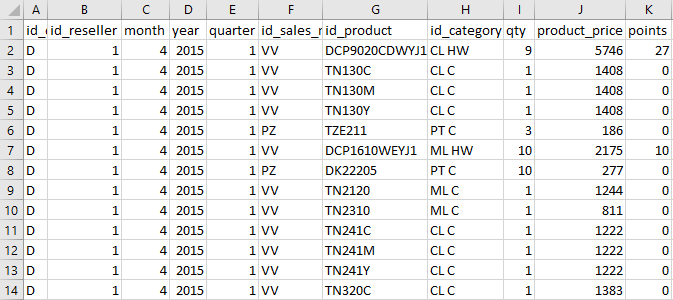 A B C D E F G H I J K
1 id_ id_reseller month year quarter id_sales_ id_product id_category qty product_price points
2 D 1 4 2015 1 VV DCP9020CDWYJ1 CL HW 9 5746 27
3 D 1 4 2015 1 VV TN130C CL C 1 1408 0
4 D 1 4 2015 1 VV TN130M CL C 1 1408 0
5 D 1 4 2015 1 VV TN130Y CL C 1 1408 0
6 D 1 4 2015 1 PZ TZE211 PT C 3 186 0
7 D 1 4 2015 1 VV DCP1610WEYJ1 ML HW 10 2175 10
8 D 1 4 2015 1 PZ DK22205 PT C 10 277 0
9 D 1 4 2015 1 VV TN2120 ML C 1 1244 0
10 D 1 4 2015 1 VV TN2310 ML C 1 811 0
11 D 1 4 2015 1 VV TN241C CL C 1 1222 0
12 D 1 4 2015 1 VV TN241M CL C 1 1222 0
13 D 1 4 2015 1 VV TN241Y CL C 1 1222 0
14 D 1 4 2015 1 VV TN320C CL C 1 1383 0